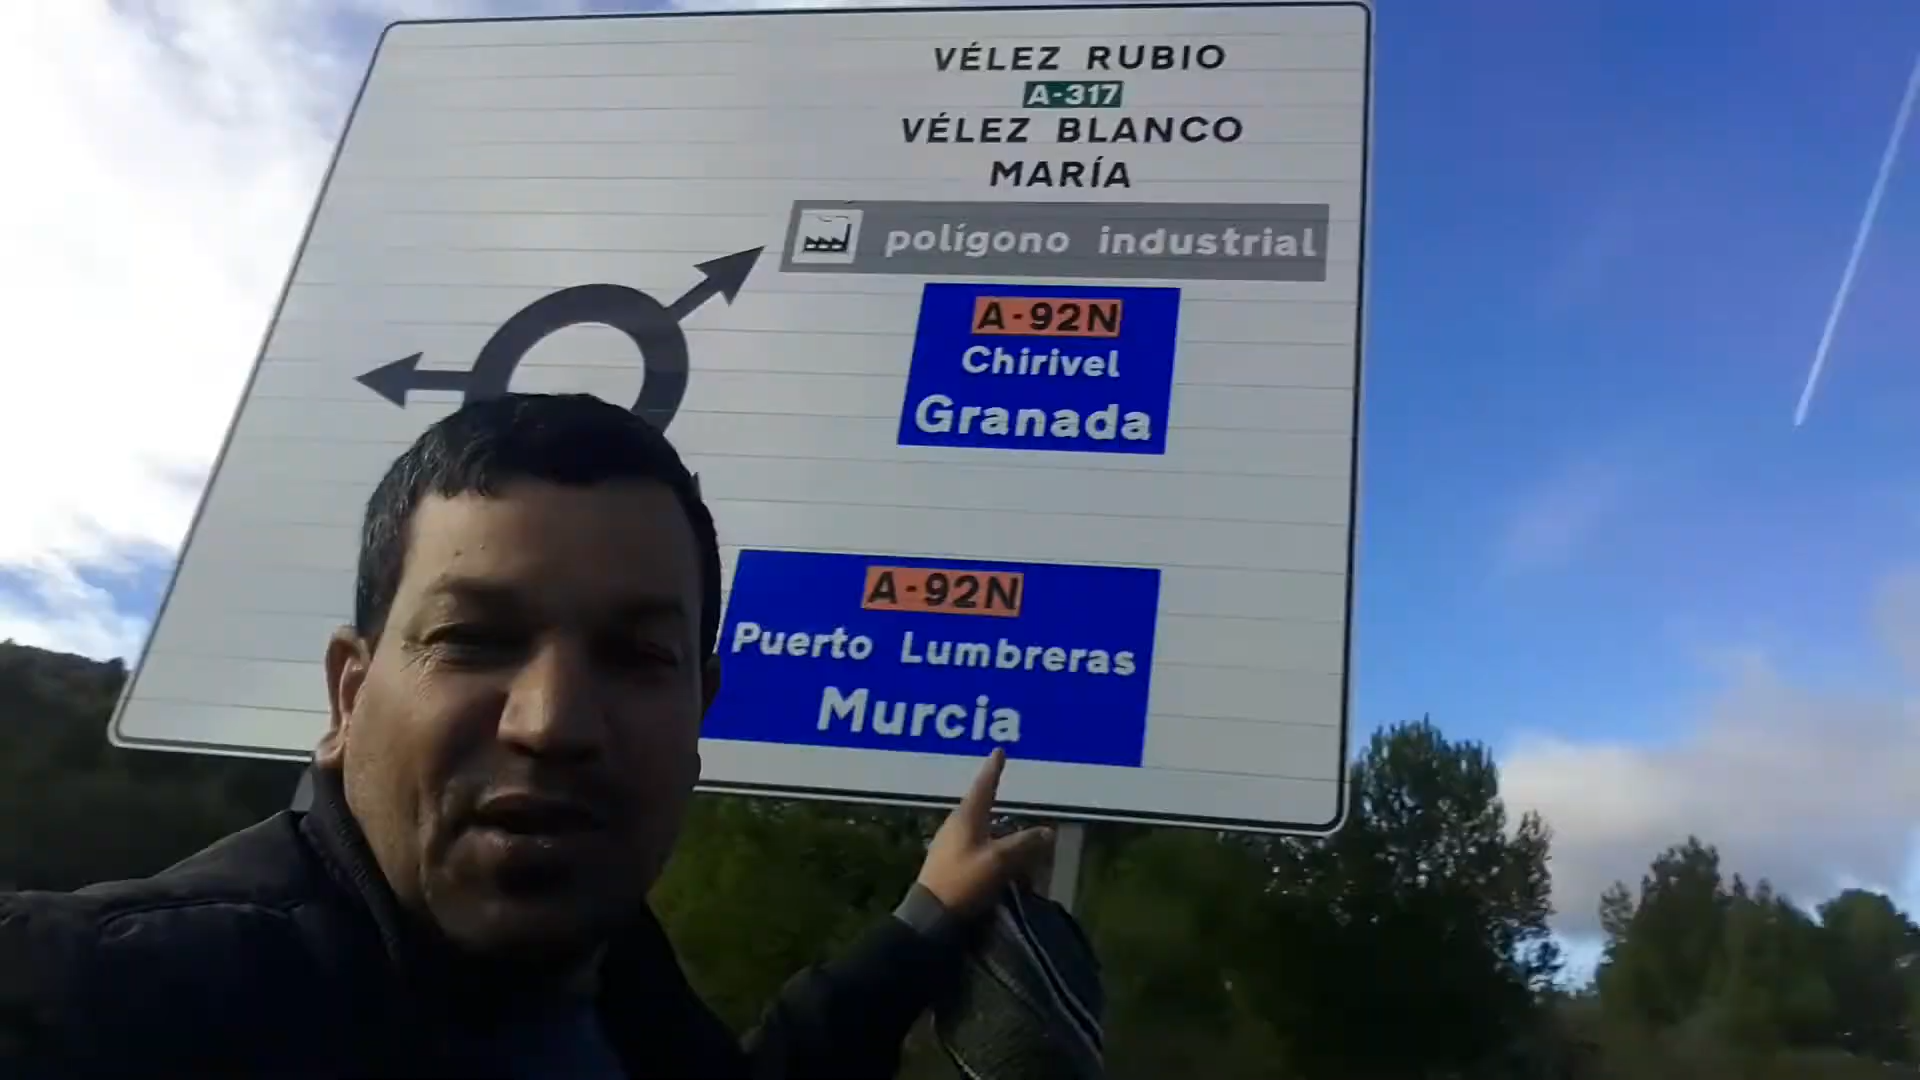 VÉLEZ RUBIO
A-317
VÉLEZ BLANCO
MARÍA
polígono industrial
A-92N
Chirivel
Granada
A-92N
Puerto Lumbreras
Murcia